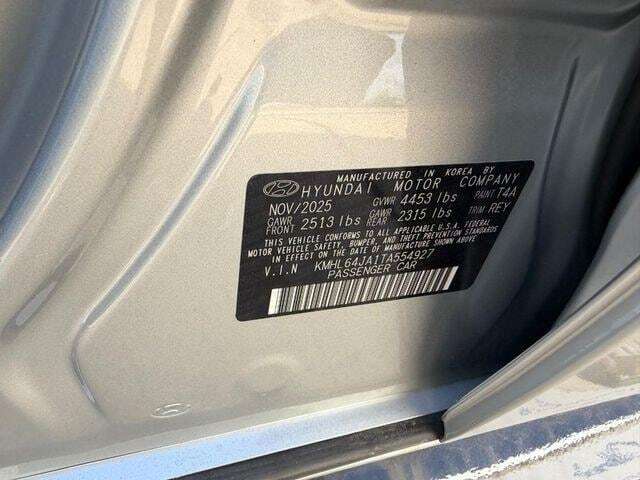 MANUFACTURED IN KOREA BY
HYUNDAI MOTOR COMPANY
NOV/2025 GVWR 4453 lbs PAINT T4A
GAWR FRONT 2513 lbs GAWR REAR 2315 lbs TRIM REY
THIS VEHICLE CONFORMS TO ALL APPLICABLE U.S.A FEDERAL
MOTOR VEHICLE SAFETY, BUMPER, AND THEFT PREVENTION STANDARDS
IN EFFECT ON THE DATE OF MANUFACTURE SHOWN ABOVE.
V.I.N KMHL64JA1TA554927
PASSENGER CAR